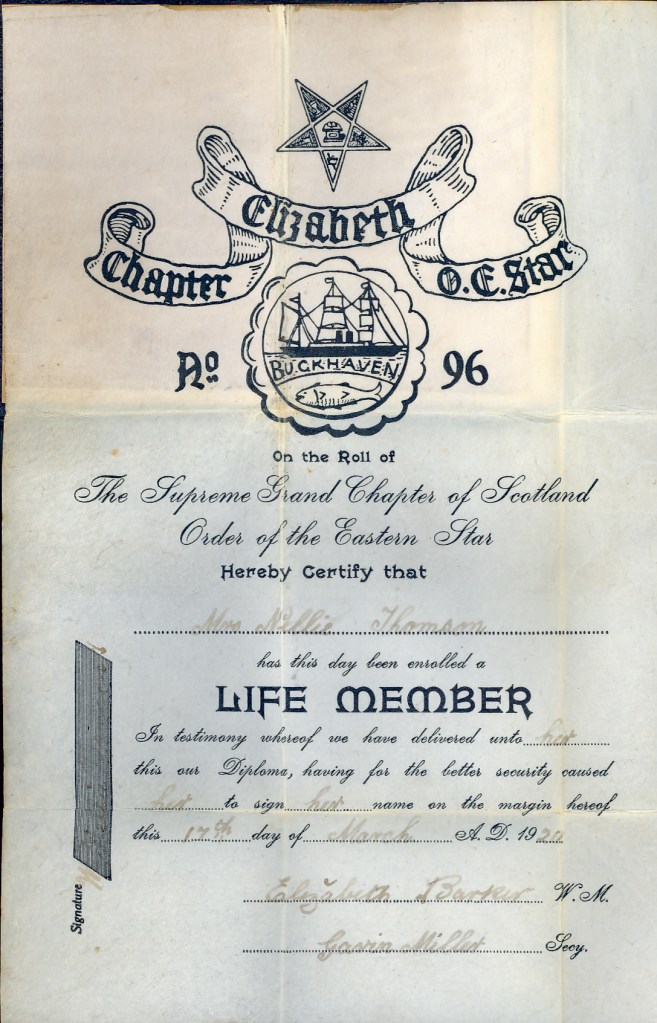 Elizabeth
Chapter O.E.Star
No 96
BUCKHAVEN
On the Roll of
The Supreme Grand Chapter of Scotland
Order of the Eastern Star
Hereby Certify that
Mrs Nellie Thomson
has this day been enrolled a
LIFE MEMBER
In testimony whereof we have delivered unto her
this our Diploma, having for the better security caused
her to sign her name on the margin hereof
this 17th day of March A.D. 19
Elizabeth Barker W.M.
Gavin Miller Secy.
Signature